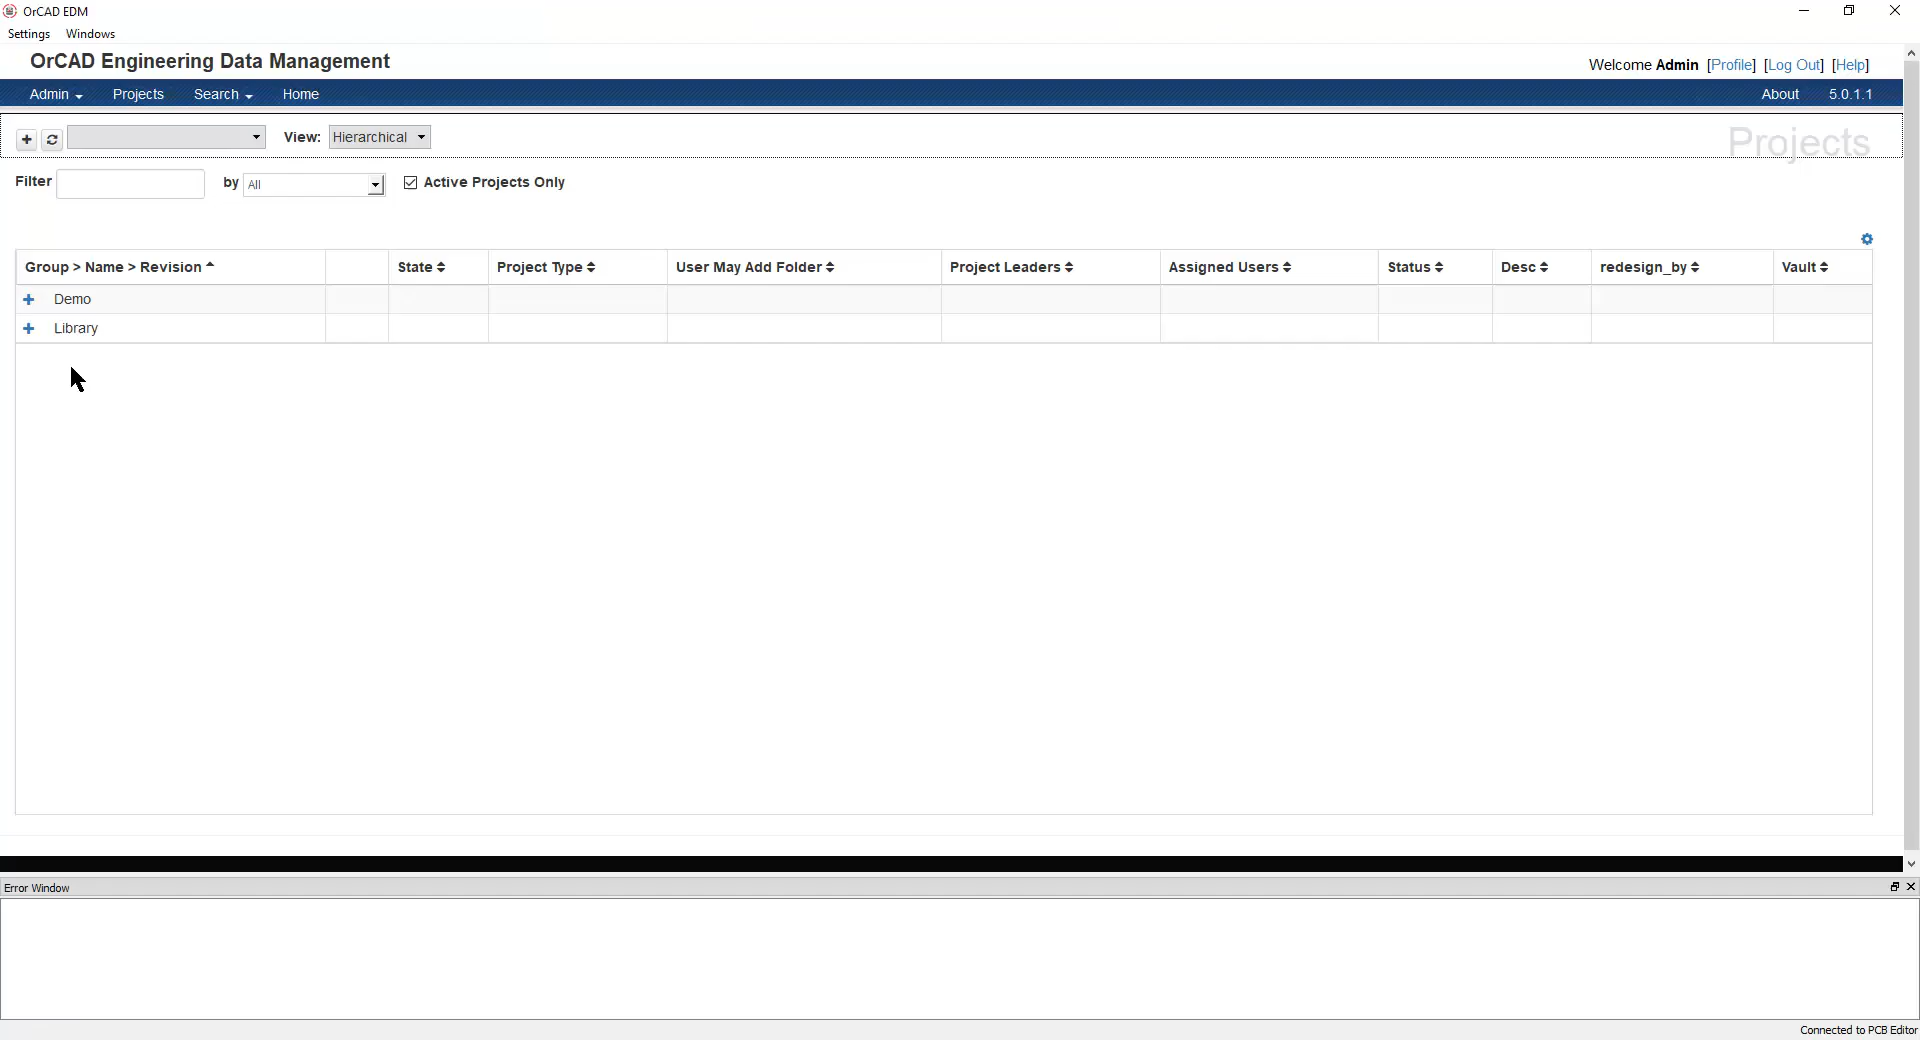 OrCAD EDM
Settings Windows
OrCAD Engineering Data Management
Welcome Admin [Profile] [Log Out] [Help]
Admin Projects Search Home About 5.0.1.1
View: Hierarchical Projects
Filter by All Active Projects Only
Group > Name > Revision State Project Type User May Add Folder Project Leaders Assigned Users Status Desc redesign_by Vault
Demo
Library
Error Window
Connected to PCB Editor